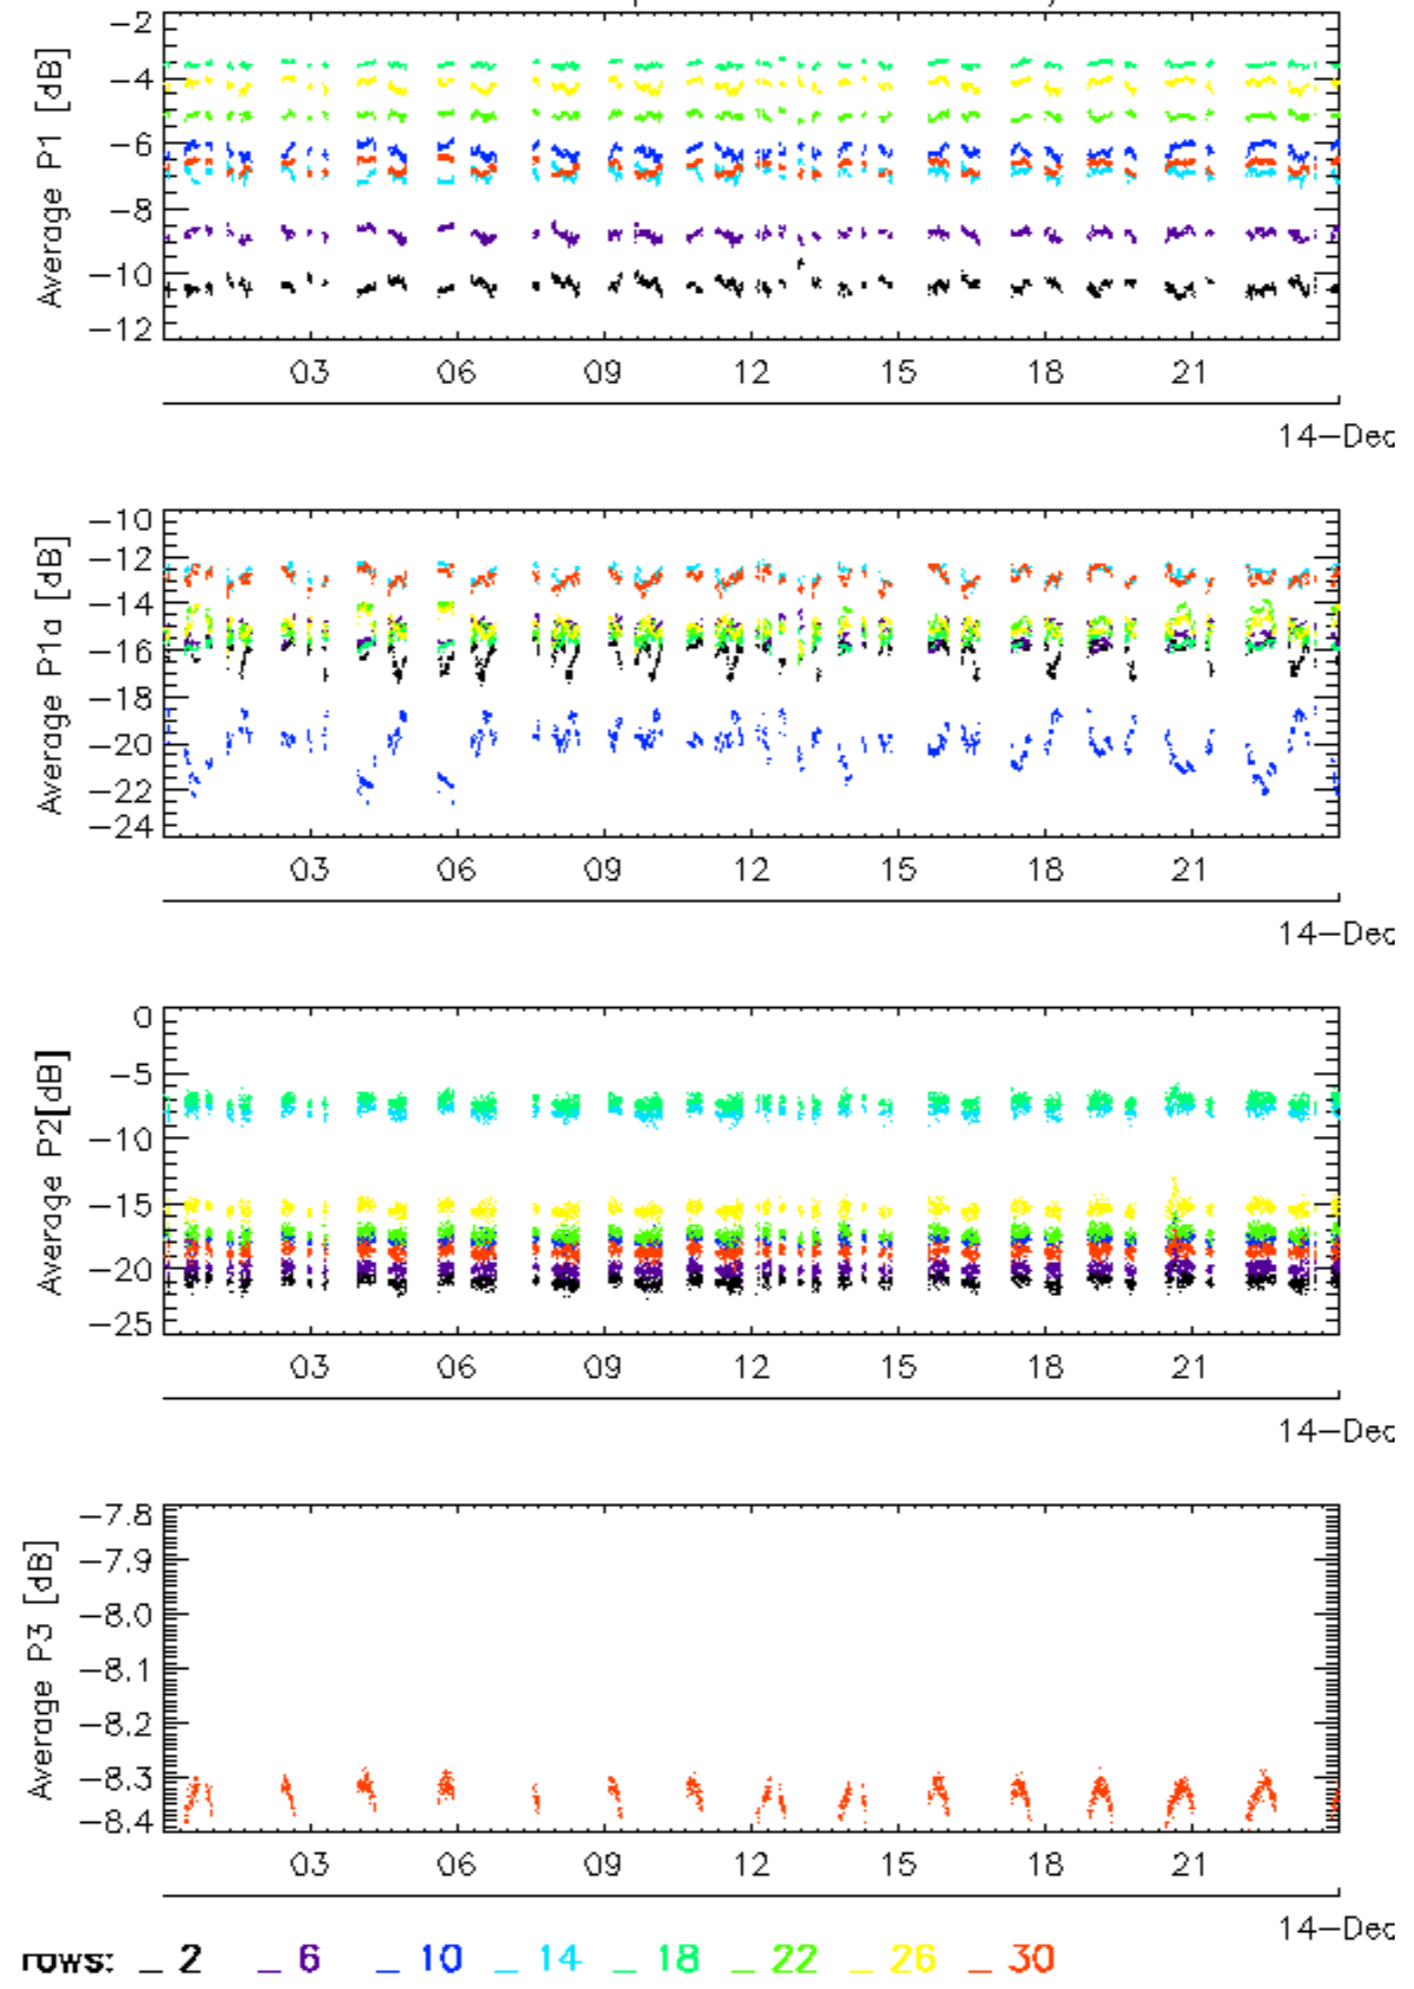 Average P1 [dB]
-2
-4
-6
-8
-10
-12
03 06 09 12 15 18 21
14-Dec
Average P1a [dB]
-10
-12
-14
-16
-18
-20
-22
-24
03 06 09 12 15 18 21
14-Dec
Average P2[dB]
0
-5
-10
-15
-20
-25
03 06 09 12 15 18 21
14-Dec
Average P3 [dB]
-7.8
-7.9
-8.0
-8.1
-8.2
-8.3
-8.4
03 06 09 12 15 18 21
14-Dec
rows: _ 2 _ 6 _ 10 _ 14 _ 18 _ 22 _ 26 _ 30